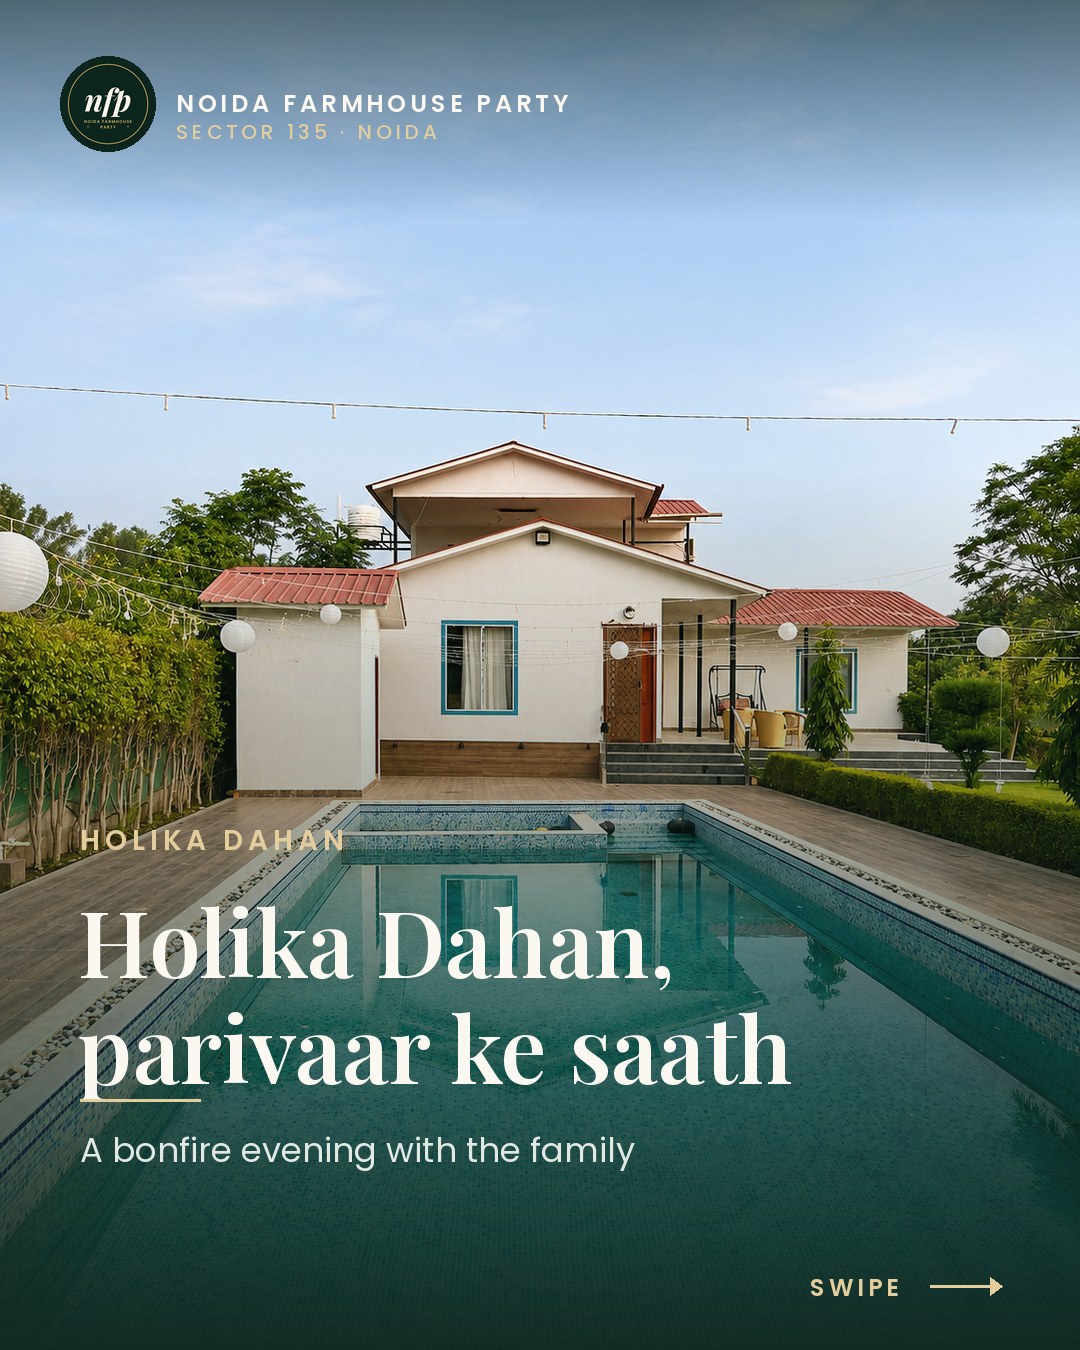 nfp
NOIDA FARMHOUSE
PARTY
NOIDA FARMHOUSE PARTY
SECTOR 135 · NOIDA
HOLIKA DAHAN
Holika Dahan,
parivaar ke saath
A bonfire evening with the family
SWIPE